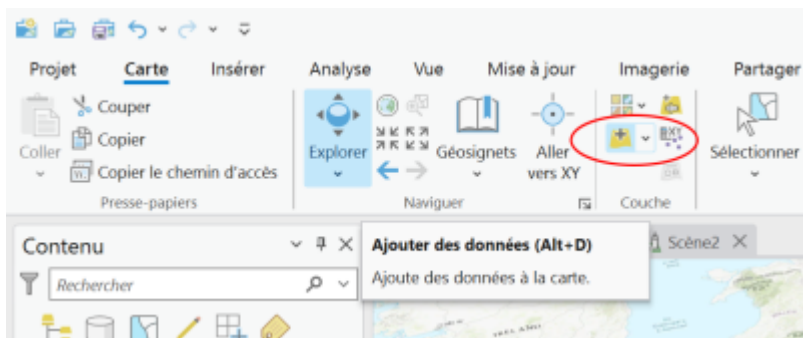 Projet Carte Insérer Analyse Vue Mise à jour Imagerie Partager
Couper
Copier
Coller
Copier le chemin d'accès
Presse-papiers
Explorer
Géosignets
Aller
vers XY
Naviguer
Couche
Sélectionner
Contenu
Rechercher
Ajouter des données (Alt+D)
Ajoute des données à la carte.
Scène2